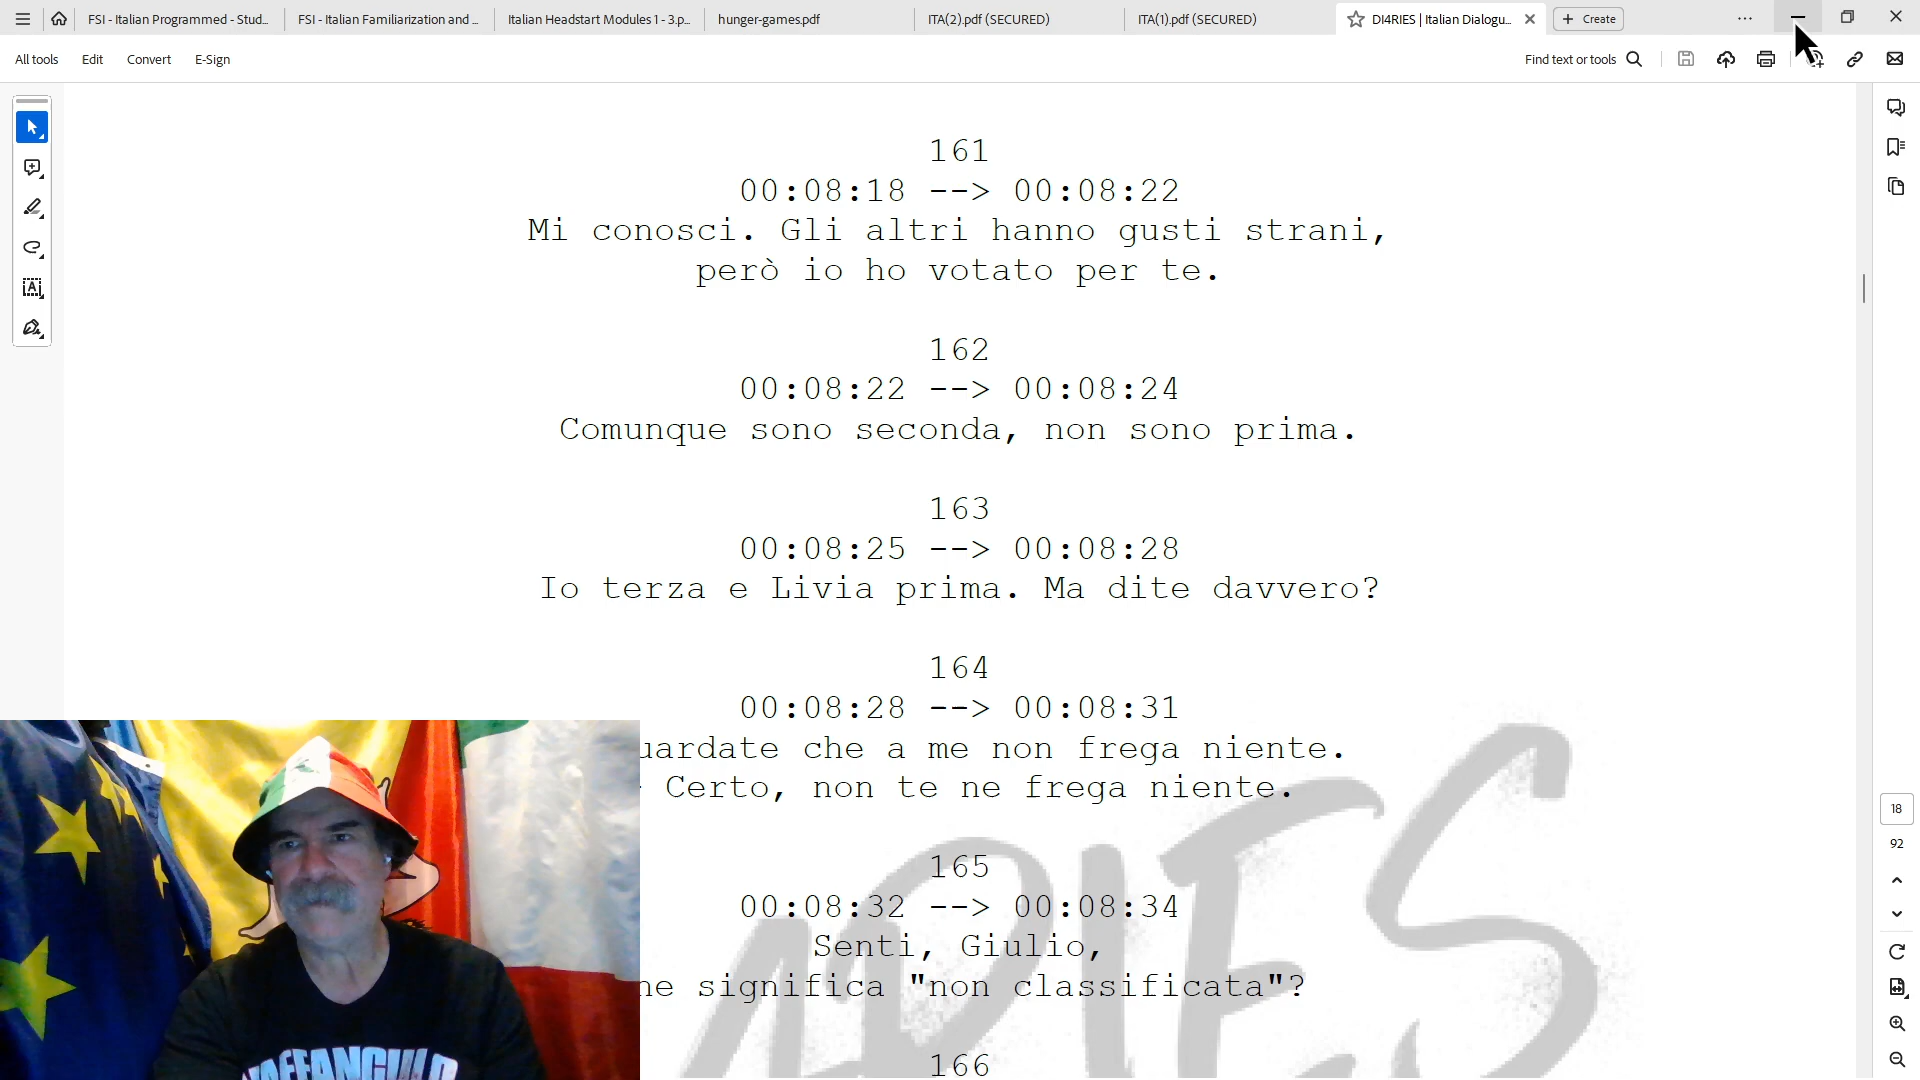 FSI - Italian Programmed - Stud...
FSI - Italian Familiarization and ...
Italian Headstart Modules 1 - 3.p...
hunger-games.pdf
ITA(2).pdf (SECURED)
ITA(1).pdf (SECURED)
DI4RIES | Italian Dialogu...
Create
All tools
Edit
Convert
E-Sign
Find text or tools
161
00:08:18 --> 00:08:22
Mi conosci. Gli altri hanno gusti strani,
però io ho votato per te.
162
00:08:22 --> 00:08:24
Comunque sono seconda, non sono prima.
163
00:08:25 --> 00:08:28
Io terza e Livia prima. Ma dite davvero?
164
00:08:28 --> 00:08:31
uardate che a me non frega niente.
Certo, non te ne frega niente.
165
00:08:32 --> 00:08:34
Senti, Giulio,
ne significa "non classificata"?
166
18
92